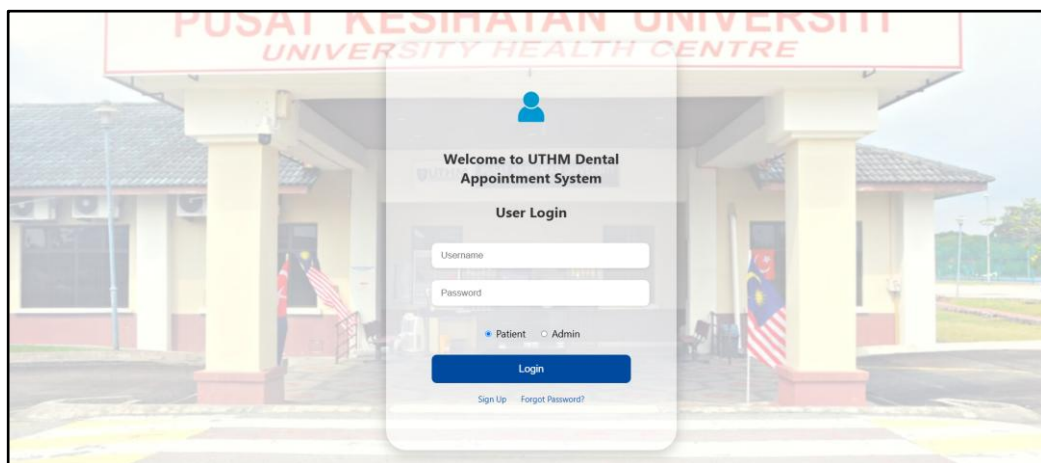 PUSAT KESIHATAN UNIVERSITI
UNIVERSITY HEALTH CENTRE
Welcome to UTHM Dental
Appointment System
User Login
Username
Password
Patient Admin
Login
Sign Up Forgot Password?